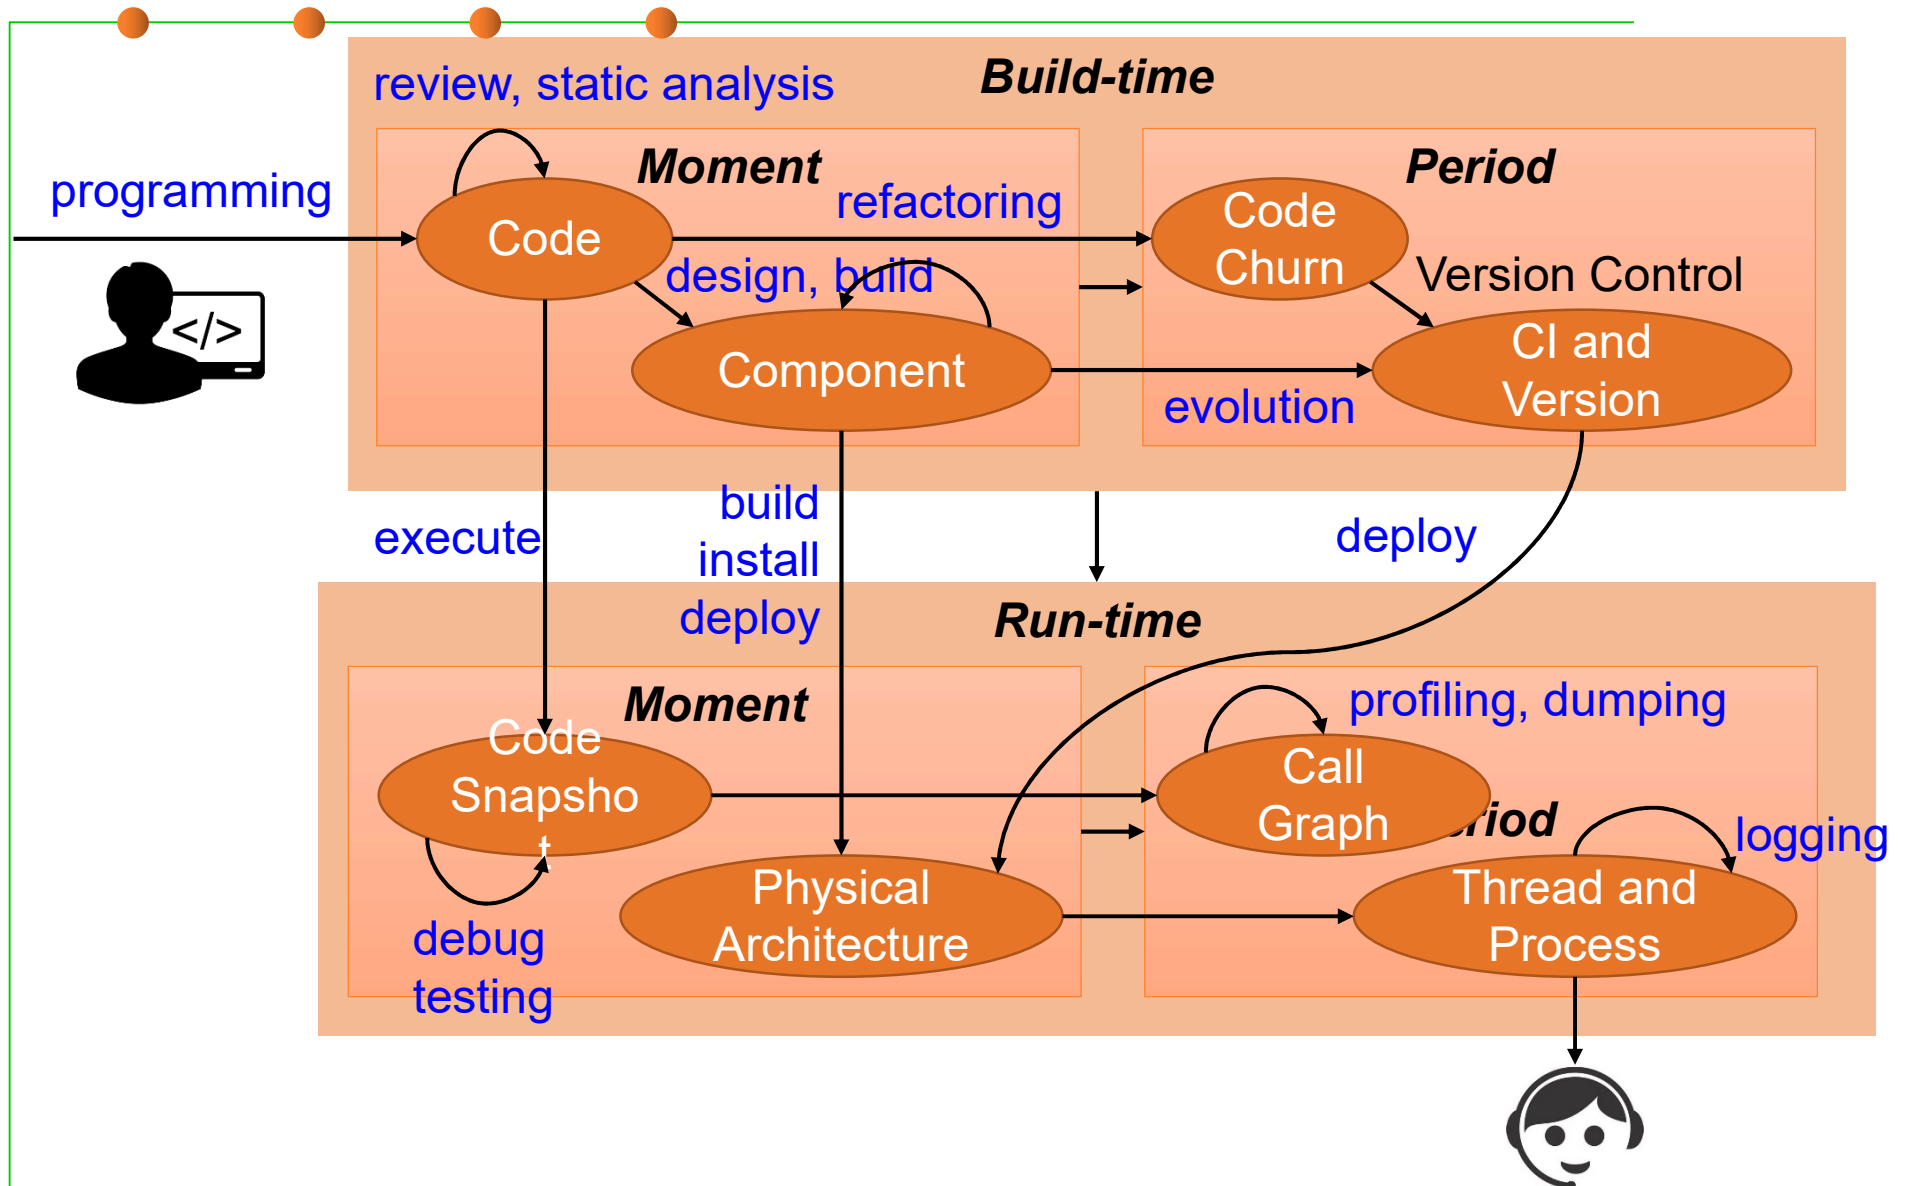 review, static analysis
Build-time
Moment
Period
programming
refactoring
Code
Code
Churn
design, build
Version Control
</>
Component
CI and
Version
evolution
build
install
deploy
execute
deploy
Run-time
Moment
profiling, dumping
Code
Snapsho
t
Call
Graph
riod
logging
Physical
Architecture
Thread and
Process
debug
testing